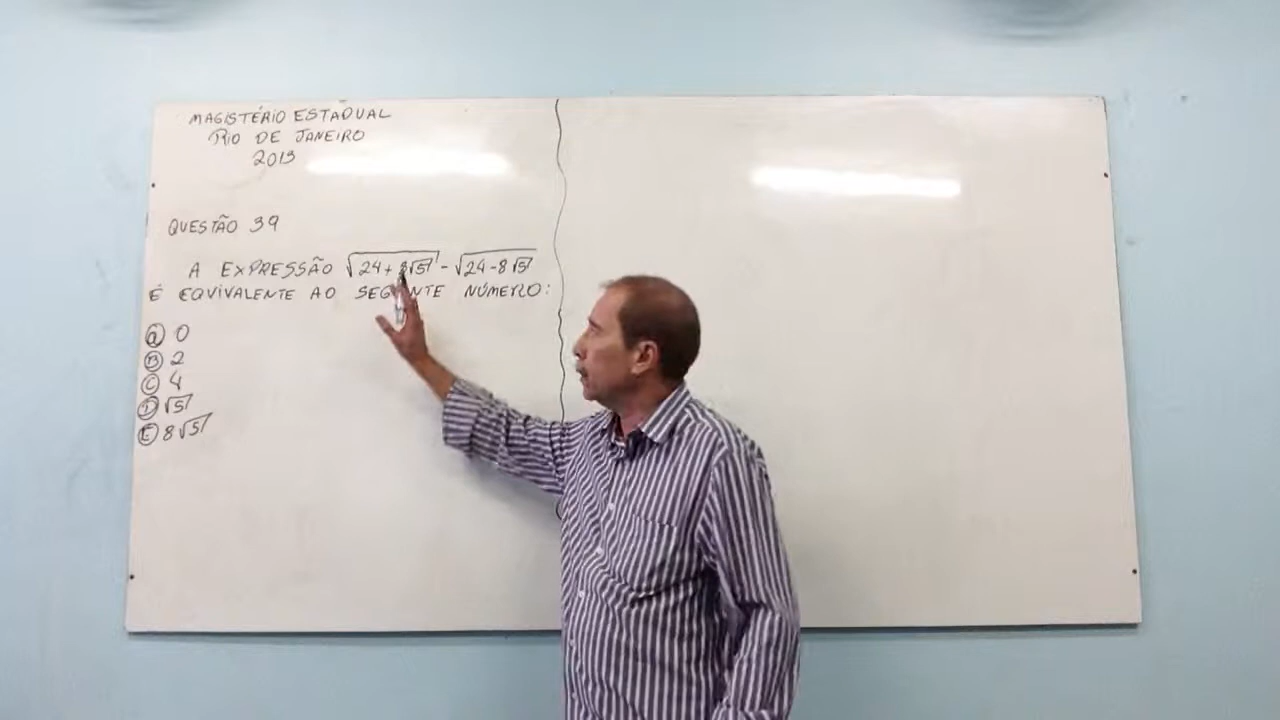 MAGISTÉRIO ESTADUAL
RIO DE JANEIRO
2013
QUESTÃO 39
A EXPRESSÃO √24+8√5 - √24-8√5
É EQUIVALENTE AO SEGUINTE NÚMERO:
(a) 0
(B) 2
(C) 4
(D) √5
(E) 8√5